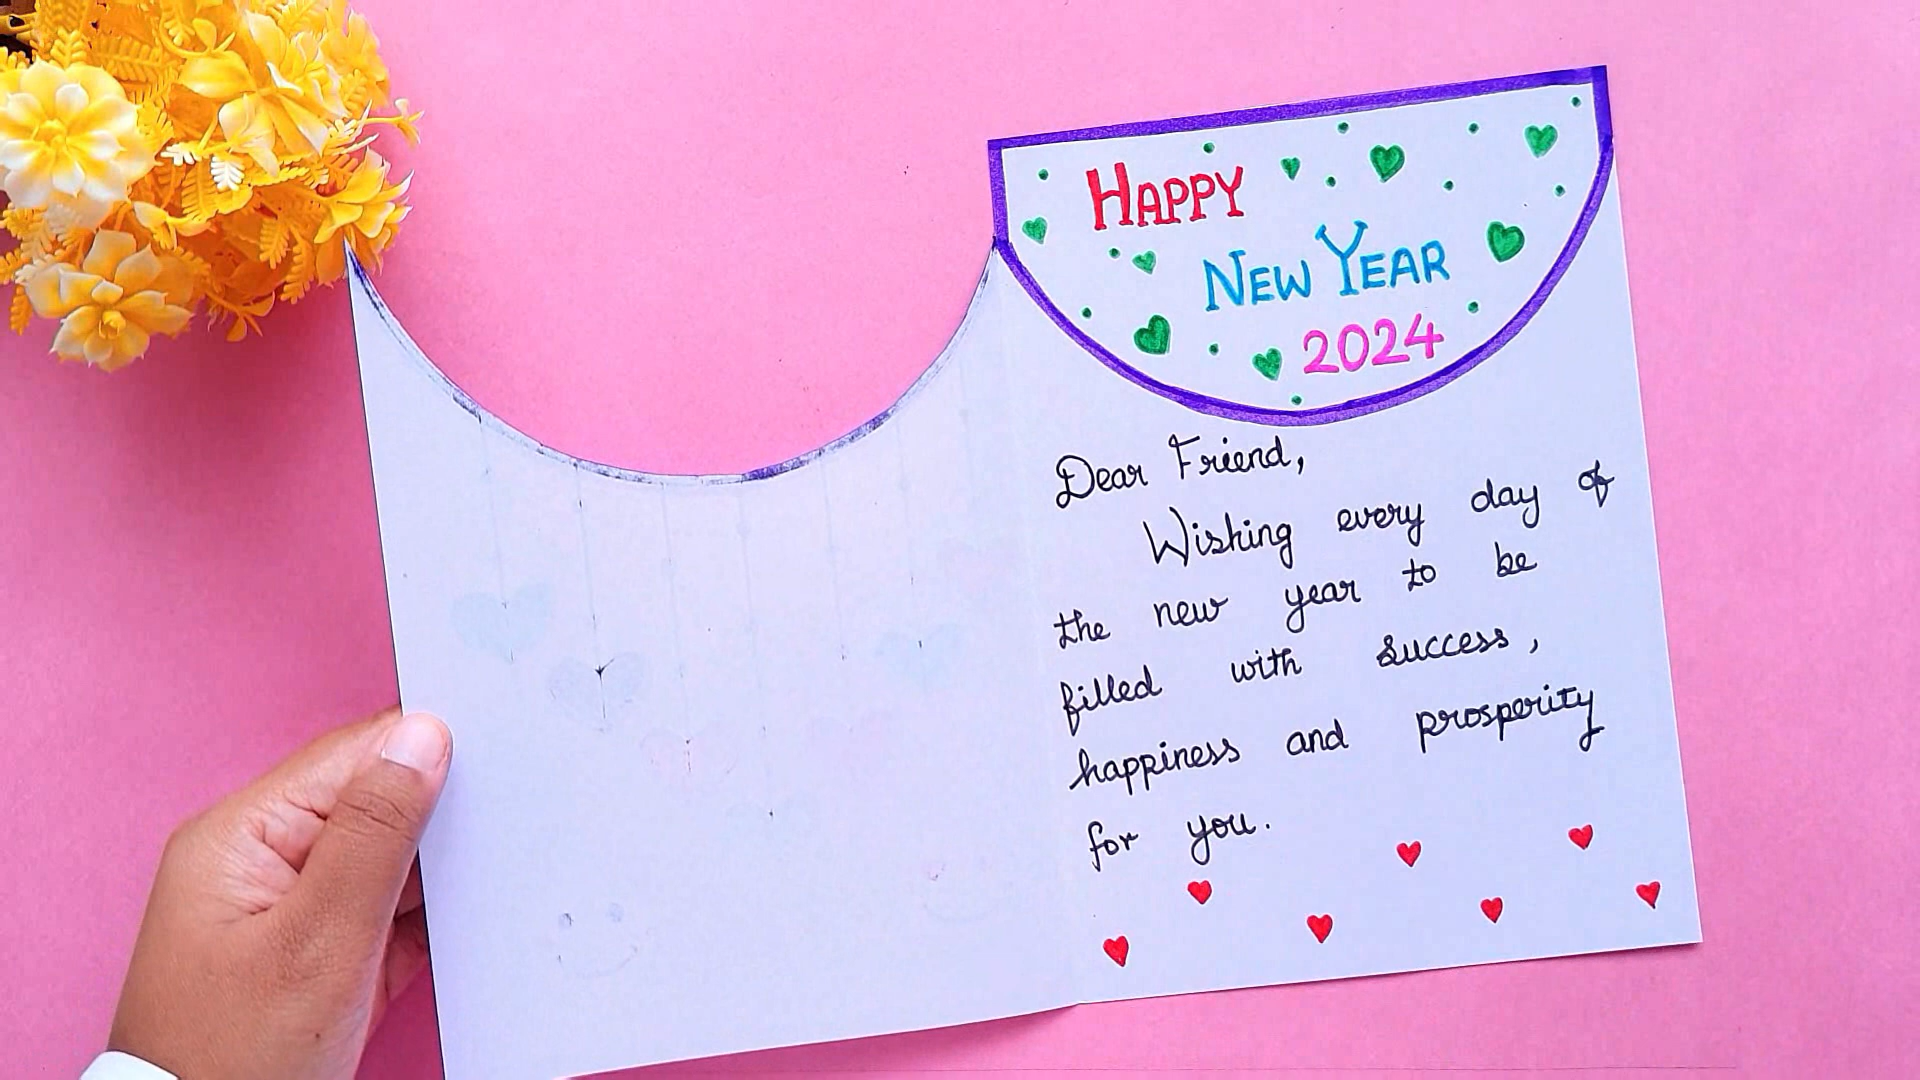 HAPPY
NEW YEAR
2024
Dear Friend,
Wishing every day of
the new year to be
filled with success,
happiness and prosperity
for you.